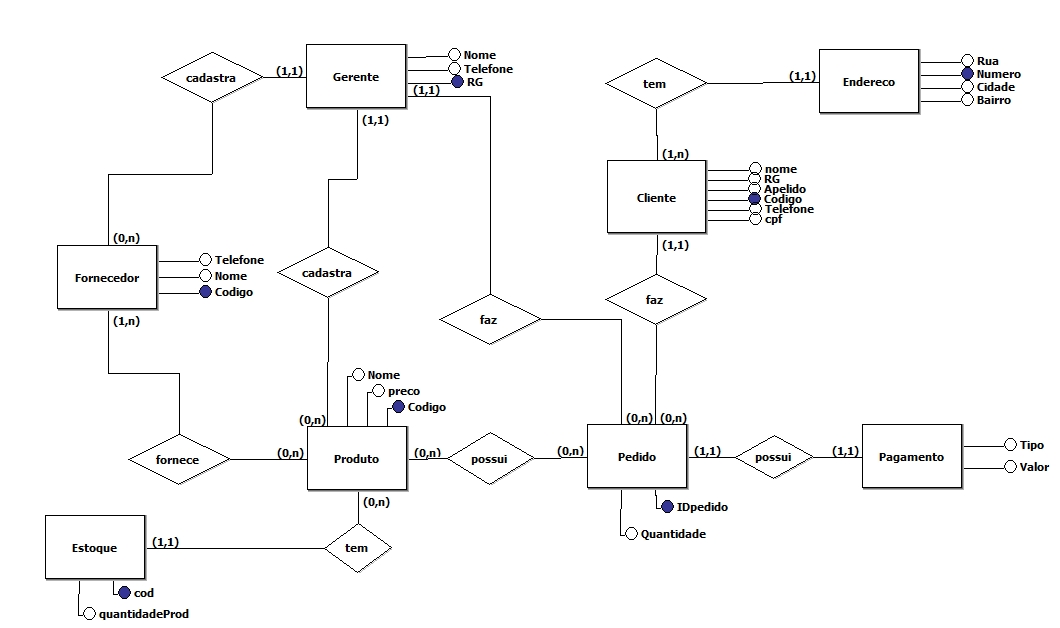 cadastra
(1,1)
Gerente
Nome
Telefone
RG
(1,1)
(1,1)
tem
(1,1)
Endereco
Rua
Numero
Cidade
Bairro
(1,n)
Cliente
nome
RG
Apelido
Codigo
Telefone
cpf
(1,1)
(0,n)
Fornecedor
Telefone
Nome
Codigo
(1,n)
cadastra
faz
faz
Nome
preco
Codigo
fornece
(0,n)
(0,n)
Produto
(0,n)
possui
(0,n)
(0,n)
(0,n)
Pedido
(1,1)
possui
(1,1)
Pagamento
Tipo
Valor
IDpedido
Quantidade
(0,n)
Estoque
(1,1)
tem
cod
quantidadeProd